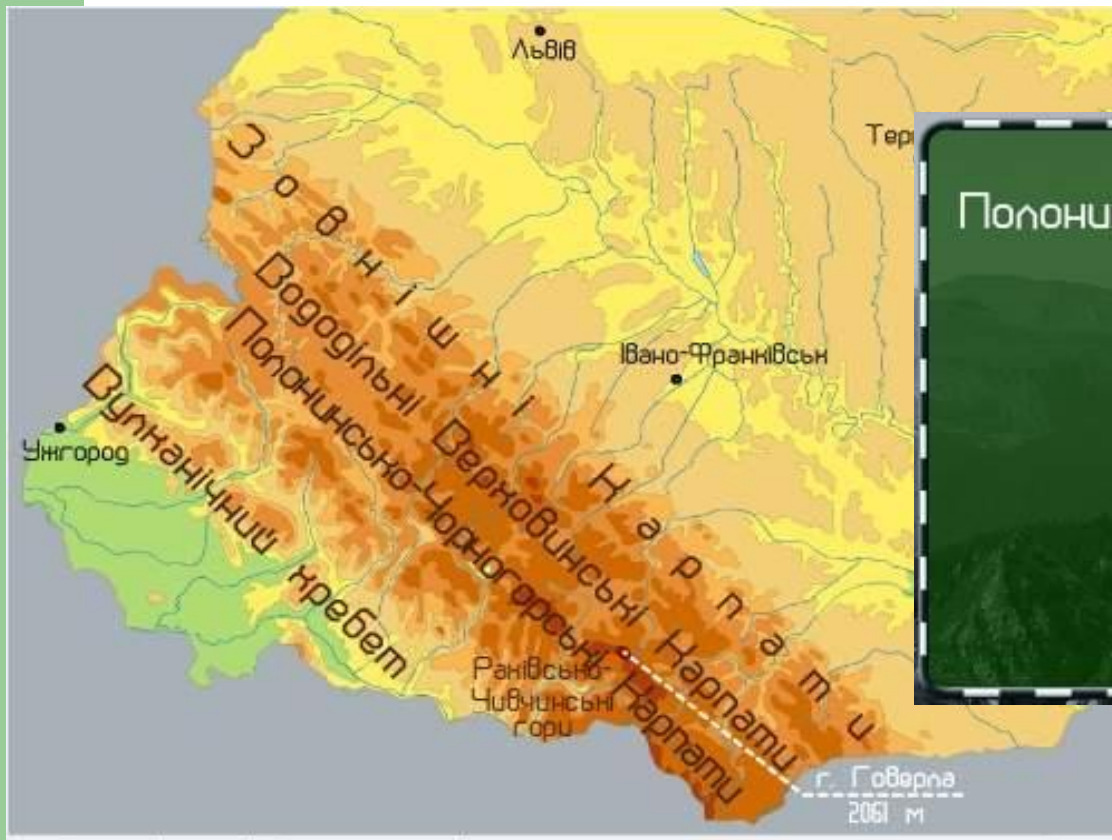 Львів
Тер
Полони
Зовнішні Карпати
Вододільні Верховинські Карпати
Івано-Франківськ
Полонинсько-Чорногорські Карпати
Ужгород
Вулканічний хребет
Рахівсько-
Чивчинські
гори
г. Говерла
2061 м